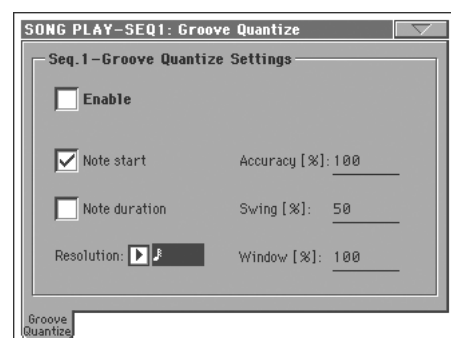 SONG PLAY-SEQ1: Groove Quantize
Seq.1-Groove Quantize Settings
Enable
Note start Accuracy [%]: 100
Note duration Swing [%]: 50
Resolution: Window [%]: 100
Groove
Quantize